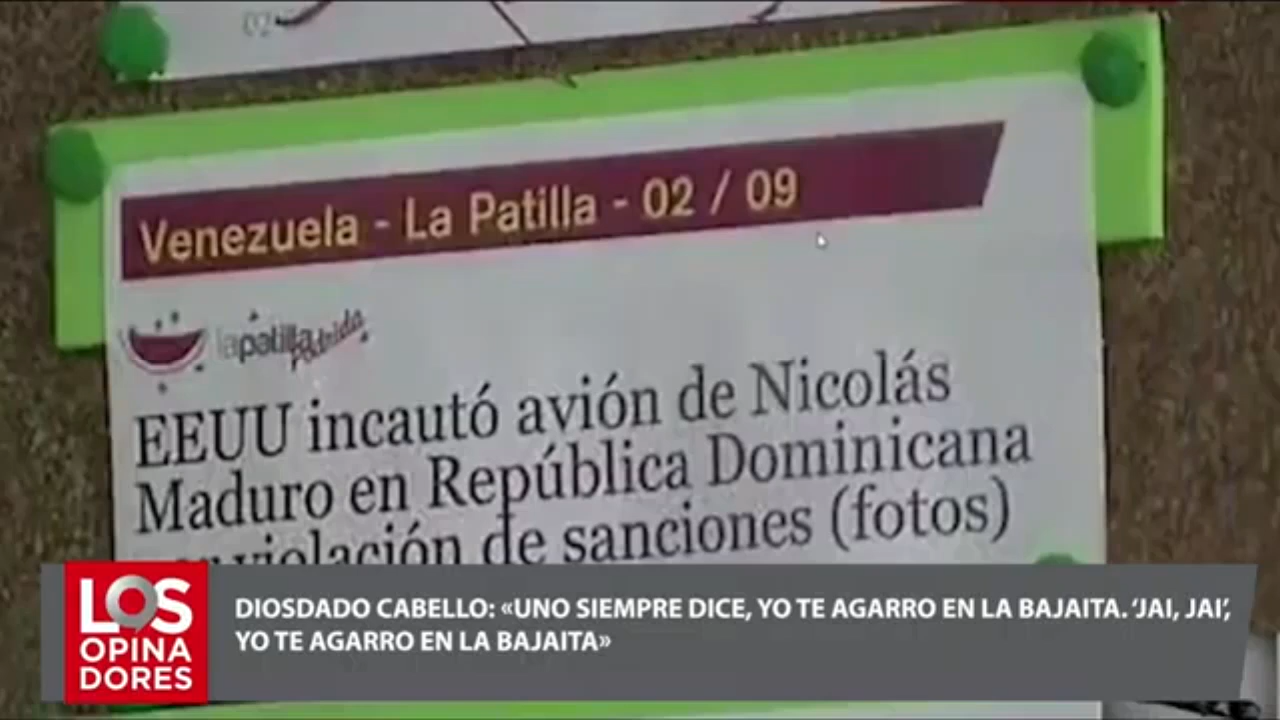 Venezuela - La Patilla - 02 / 09
lapatilla podrida
EEUU incautó avión de Nicolás
Maduro en República Dominicana
violación de sanciones (fotos)
LOS
OPINA
DORES
DIOSDADO CABELLO: «UNO SIEMPRE DICE, YO TE AGARRO EN LA BAJAITA. ‘JAI, JAI’,
YO TE AGARRO EN LA BAJAITA»